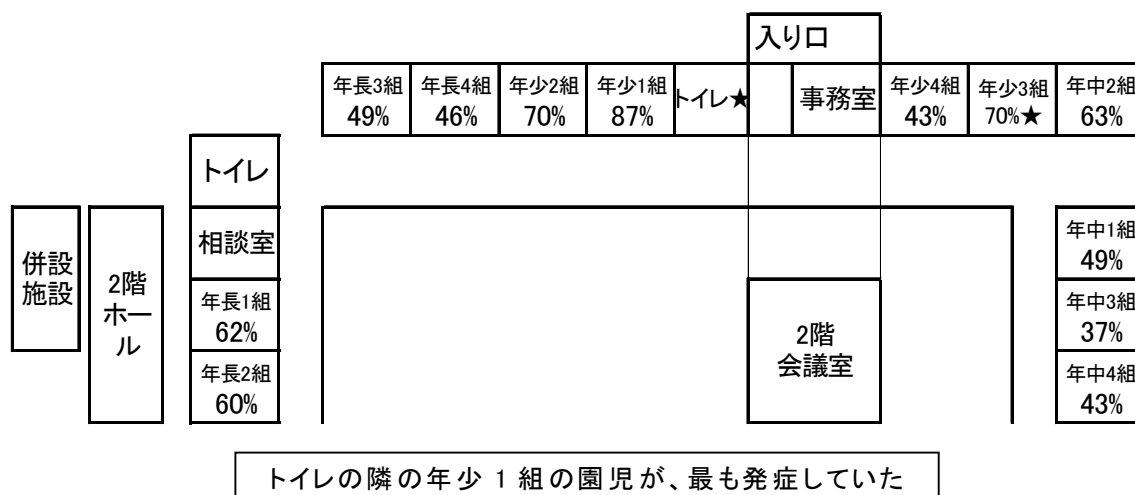 入り口
年長3組
49%
年長4組
46%
年少2組
70%
年少1組
87%
トイレ★
事務室
年少4組
43%
年少3組
70%★
年中2組
63%
トイレ
併設
施設
2階
ホー
ル
相談室
年長1組
62%
年長2組
60%
2階
会議室
年中1組
49%
年中3組
37%
年中4組
43%
トイレの隣の年少1組の園児が、最も発症していた